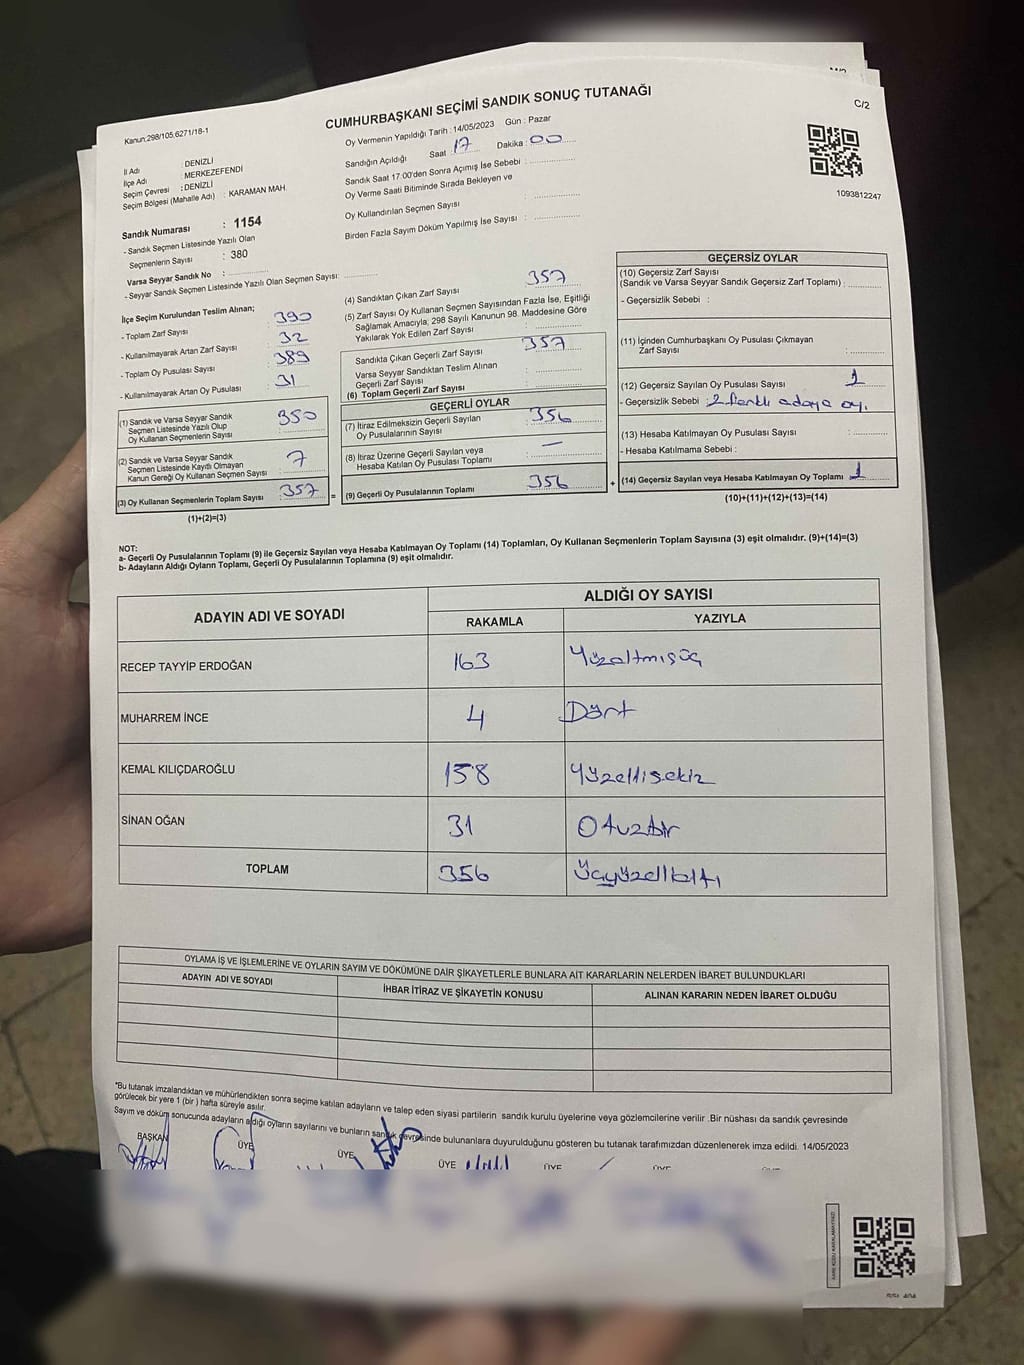 C/2
CUMHURBAŞKANI SEÇİMİ SANDIK SONUÇ TUTANAĞI
Kanun:298/105,6271/18-1
Oy Vermenin Yapıldığı Tarih : 14/05/2023 Gün : Pazar
Sandığın Açıldığı Saat : 17 Dakika : 00
Sandık Saat 17:00'den Sonra Açımış İse Sebebi :
Oy Verme Saati Bitiminde Sırada Bekleyen ve
Oy Kullandırılan Seçmen Sayısı :
Birden Fazla Sayım Döküm Yapılmış İse Sayısı :
1093812247
İl Adı : DENİZLİ
İlçe Adı : MERKEZEFENDİ
Seçim Çevresi : DENİZLİ
Seçim Bölgesi (Mahalle Adı) : KARAMAN MAH
Sandık Numarası : 1154
- Sandık Seçmen Listesinde Yazılı Olan
Seçmenlerin Sayısı : 380
Varsa Seyyar Sandık No :
- Seyyar Sandık Seçmen Listesinde Yazılı Olan Seçmen Sayısı:
İlçe Seçim Kurulundan Teslim Alınan;
- Toplam Zarf Sayısı : 390
- Kullanılmayarak Artan Zarf Sayısı : 32
- Toplam Oy Pusulası Sayısı : 389
- Kullanılmayarak Artan Oy Pusulası : 31
(1) Sandık ve Varsa Seyyar Sandık
Seçmen Listesinde Yazılı Olup
Oy Kullanan Seçmenlerin Sayısı : 350
(2) Sandık ve Varsa Seyyar Sandık
Seçmen Listesinde Kaydı Olmayan
Kanun Gereği Oy Kullanan Seçmen Sayısı : 7
(3) Oy Kullanan Seçmenlerin Toplam Sayısı : 357
(1)+(2)=(3)
(4) Sandıktan Çıkan Zarf Sayısı : 357
(5) Zarf Sayısı Oy Kullanan Seçmen Sayısından Fazla İse, Eşitliği
Sağlamak Amacıyla; 298 Sayılı Kanunun 98. Maddesine Göre
Yakılarak Yok Edilen Zarf Sayısı :
Sandıkta Çıkan Geçerli Zarf Sayısı : 357
Varsa Seyyar Sandıktan Teslim Alınan
Geçerli Zarf Sayısı :
(6) Toplam Geçerli Zarf Sayısı :
GEÇERLİ OYLAR
(7) İtiraz Edilmeksizin Geçerli Sayılan
Oy Pusulalarının Sayısı : 356
(8) İtiraz Üzerine Geçerli Sayılan veya
Hesaba Katılan Oy Pusulası Toplamı : —
= (9) Geçerli Oy Pusulalarının Toplamı : 356
GEÇERSİZ OYLAR
(10) Geçersiz Zarf Sayısı
(Sandık ve Varsa Seyyar Sandık Geçersiz Zarf Toplamı) :
- Geçersizlik Sebebi :
(11) İçinden Cumhurbaşkanı Oy Pusulası Çıkmayan
Zarf Sayısı :
(12) Geçersiz Sayılan Oy Pusulası Sayısı : 1
- Geçersizlik Sebebi : 2 farklı adaya oy.
(13) Hesaba Katılmayan Oy Pusulası Sayısı :
- Hesaba Katılmama Sebebi :
+ (14) Geçersiz Sayılan veya Hesaba Katılmayan Oy Toplamı : 1
(10)+(11)+(12)+(13)=(14)
NOT:
a- Geçerli Oy Pusulalarının Toplamı (9) ile Geçersiz Sayılan veya Hesaba Katılmayan Oy Toplamı (14) Toplamları, Oy Kullanan Seçmenlerin Toplam Sayısına (3) eşit olmalıdır. (9)+(14)=(3)
b- Adayların Aldığı Oyların Toplamı, Geçerli Oy Pusulalarının Toplamına (9) eşit olmalıdır.
ADAYIN ADI VE SOYADI ALDIĞI OY SAYISI
RAKAMLA YAZIYLA
RECEP TAYYİP ERDOĞAN 163 Yüzaltmışüç
MUHARREM İNCE 4 Dört
KEMAL KILIÇDAROĞLU 158 Yüzellisekiz
SİNAN OĞAN 31 Otuzbir
TOPLAM 356 Üçyüzellialtı
OYLAMA İŞ VE İŞLEMLERİNE VE OYLARIN SAYIM VE DÖKÜMÜNE DAİR ŞİKAYETLERLE BUNLARA AİT KARARLARIN NELERDEN İBARET BULUNDUKLARI
ADAYIN ADI VE SOYADI İHBAR İTİRAZ VE ŞİKAYETİN KONUSU ALINAN KARARIN NEDEN İBARET OLDUĞU
*Bu tutanak imzalandıktan ve mühürlendikten sonra seçime katılan adayların ve talep eden siyasi partilerin sandık kurulu üyelerine veya gözlemcilerine verilir .Bir nüshası da sandık çevresinde
görülecek bir yere 1 (bir ) hafta süreyle asılır.
Sayım ve döküm sonucunda adayların aldığı oyların sayılarını ve bunların sandık çevresinde bulunanlara duyurulduğunu gösteren bu tutanak tarafımızdan düzenlenerek imza edildi. 14/05/2023
BAŞKAN ÜYE ÜYE ÜYE ÜYE